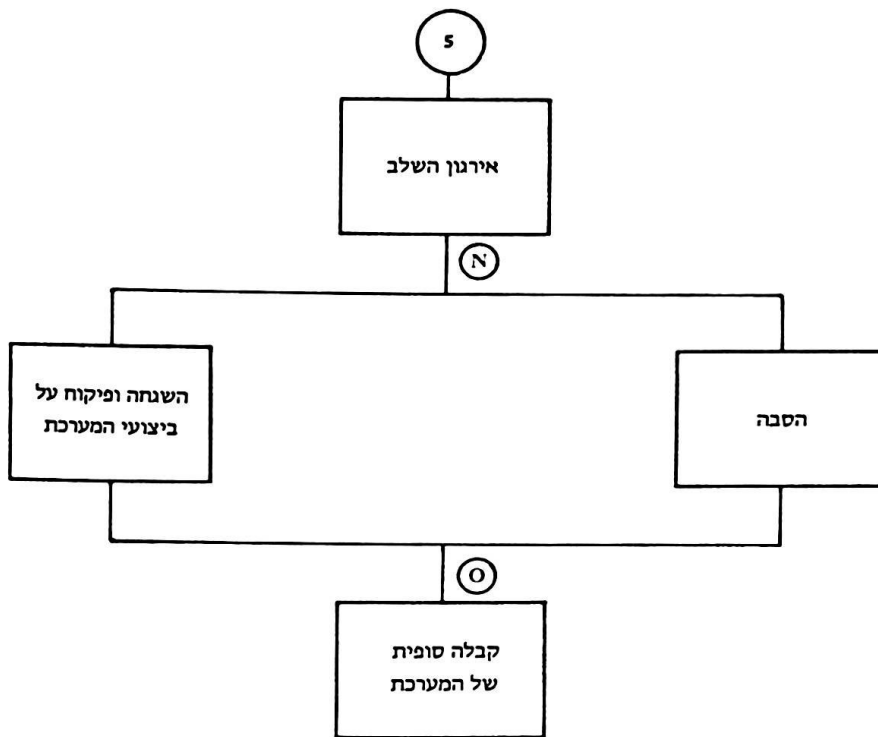 5
אירגון השלב
N
הסבה
השגחה ופיקוח על
ביצועי המערכת
O
קבלה סופית
של המערכת